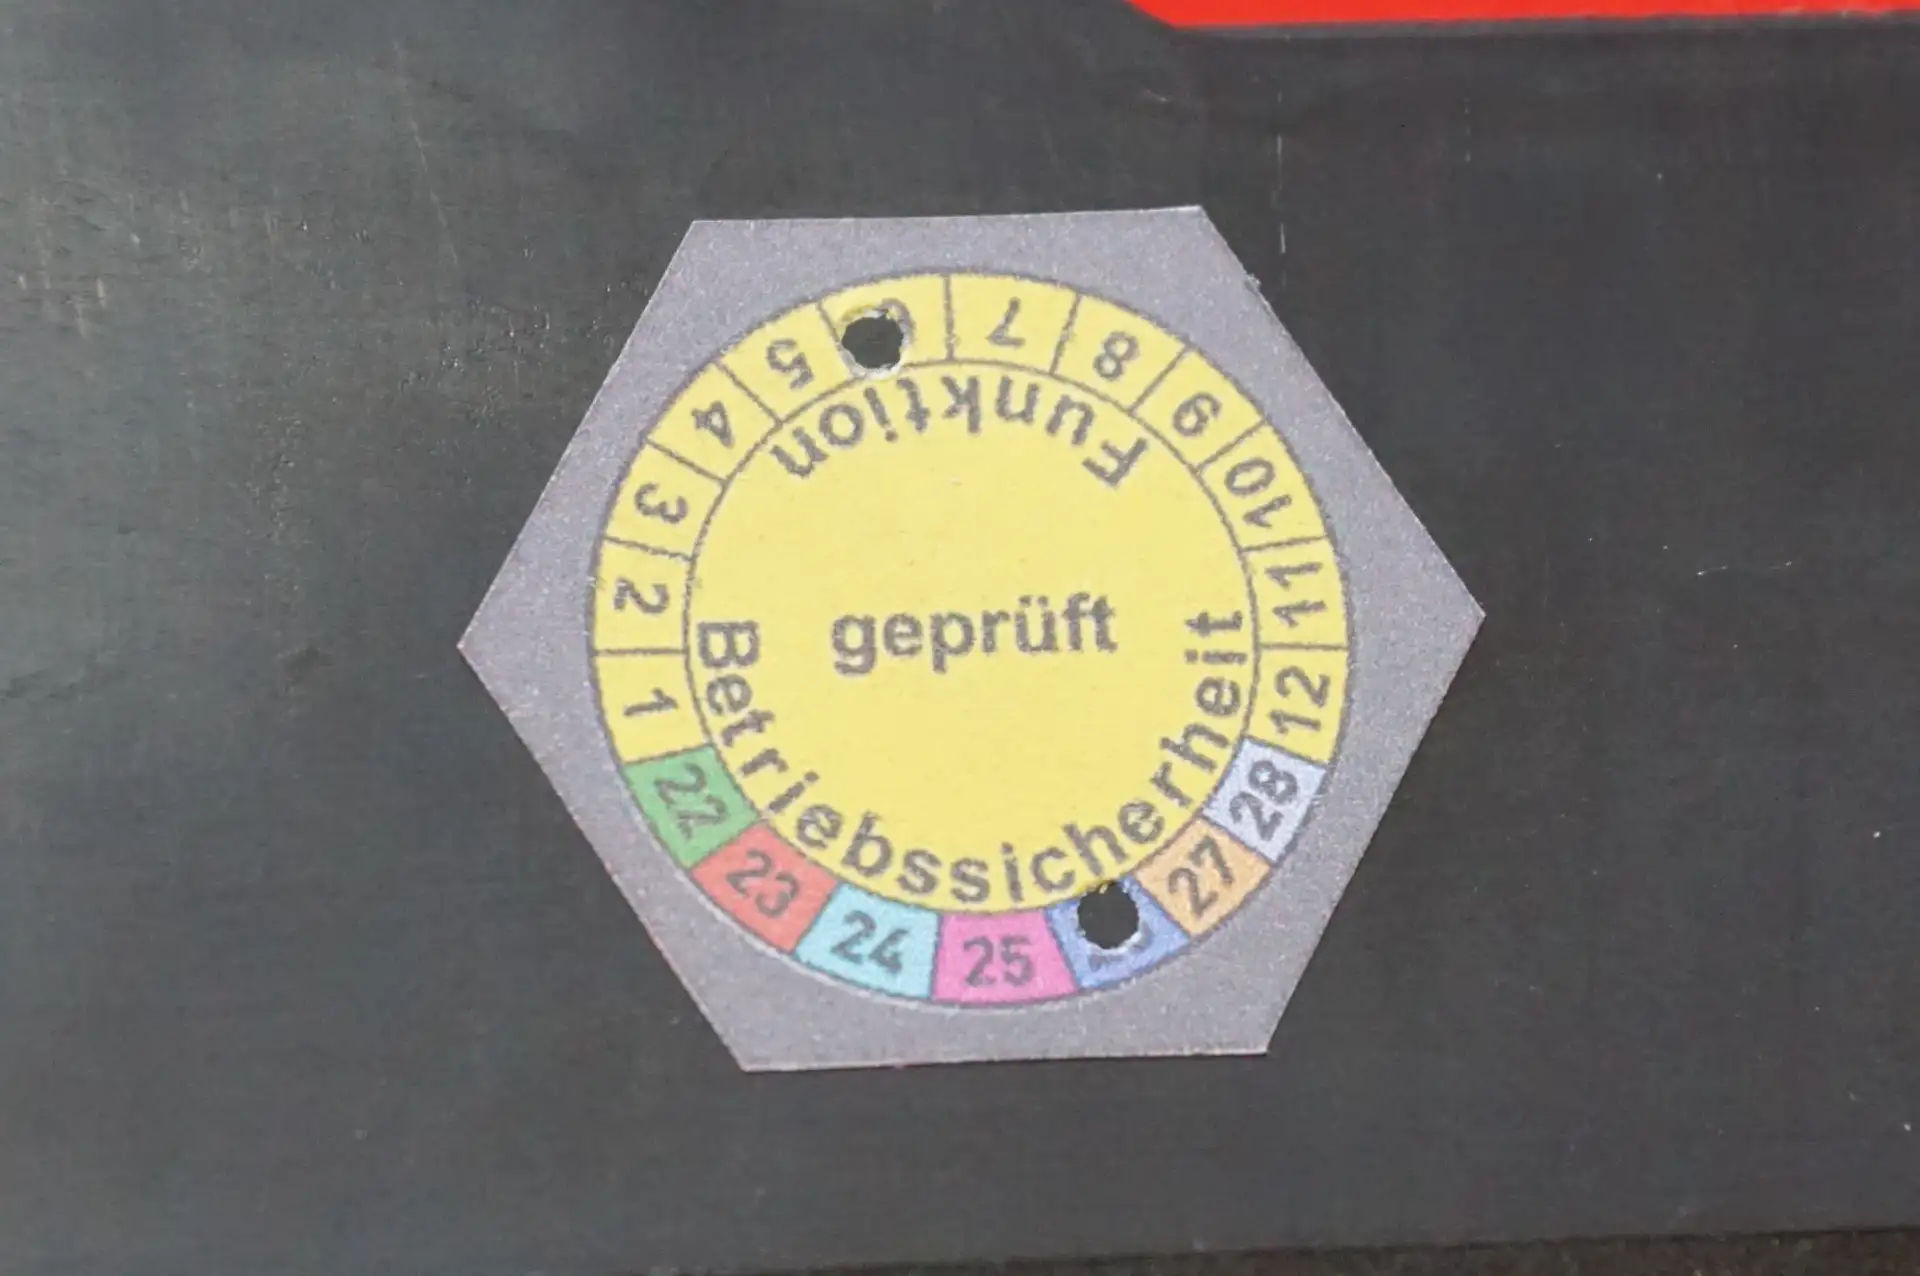 Funktion
geprüft
Betriebssicherheit
1 2 3 4 5 6 7 8 9 10 11 12
22 23 24 25 27 28